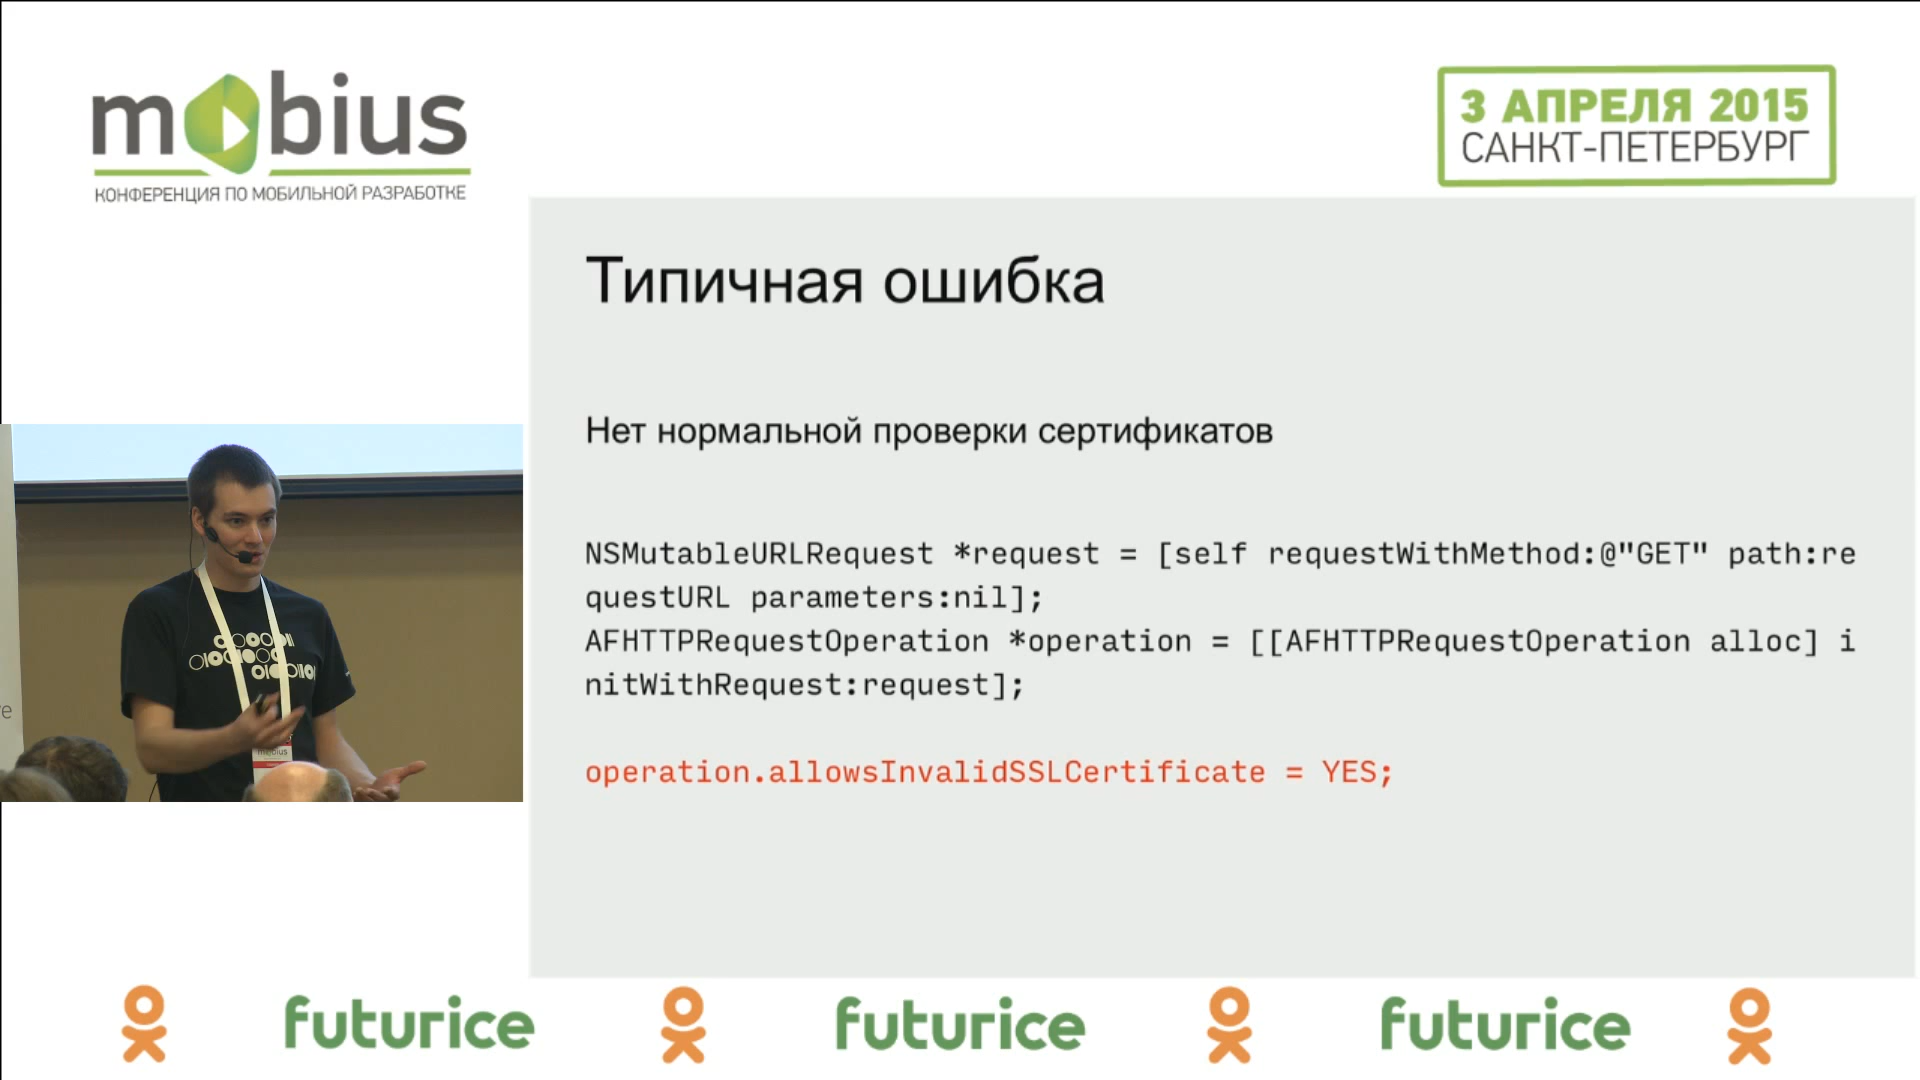 mobius
КОНФЕРЕНЦИЯ ПО МОБИЛЬНОЙ РАЗРАБОТКЕ
3 АПРЕЛЯ 2015
САНКТ-ПЕТЕРБУРГ
Типичная ошибка
Нет нормальной проверки сертификатов
NSMutableURLRequest *request = [self requestWithMethod:@"GET" path:re
questURL parameters:nil];
AFHTTPRequestOperation *operation = [[AFHTTPRequestOperation alloc] i
nitWithRequest:request];
operation.allowsInvalidSSLCertificate = YES;
mobius
futurice futurice futurice